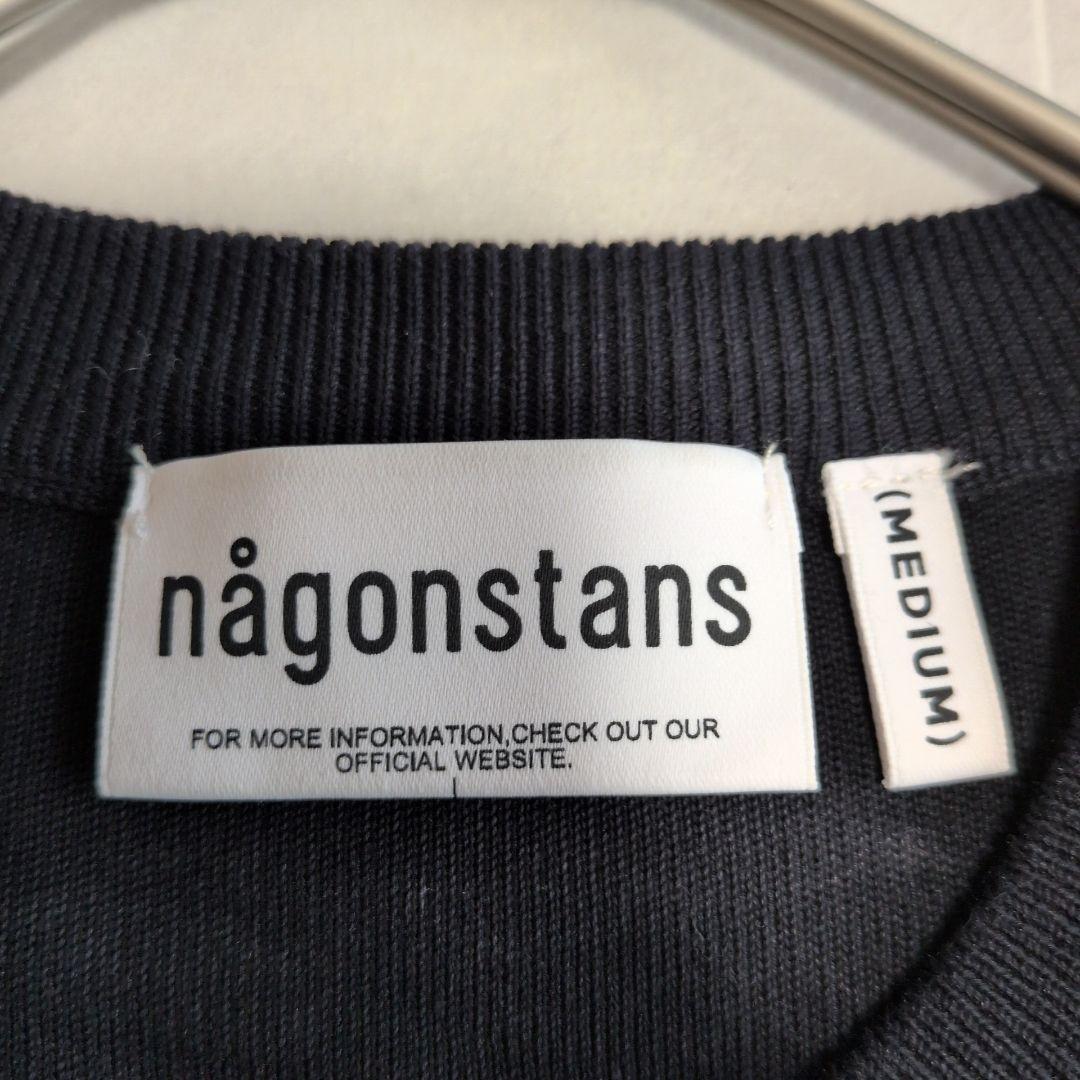 någonstans
FOR MORE INFORMATION,CHECK OUT OUR
OFFICIAL WEBSITE.
(MEDIUM)